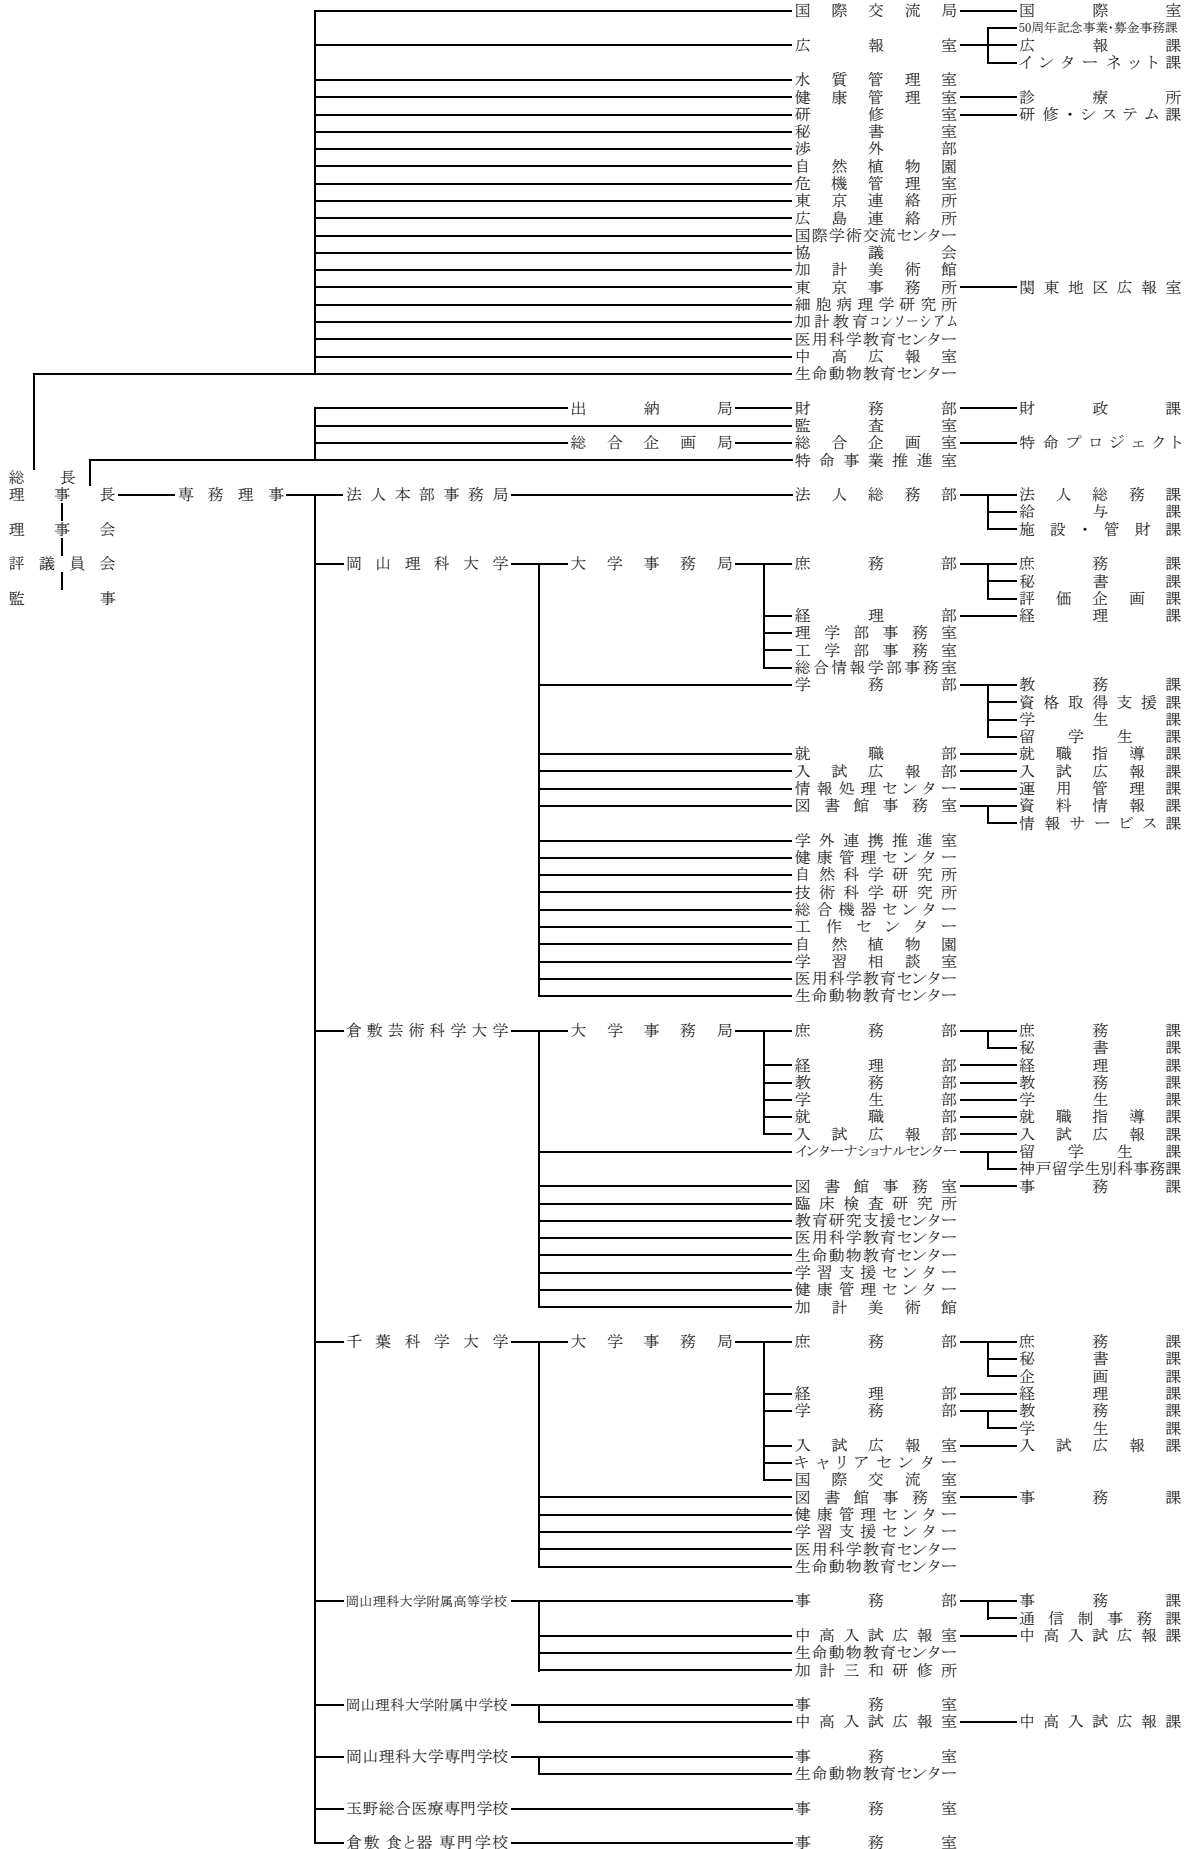 国際交流局 国際室
50周年記念事業・募金事務課
広報室 広報課
インターネット課
水質管理室
健康管理室 診療所
研修室 研修・システム課
秘書室
渉外部
自然植物園
危機管理室
東京連絡所
広島連絡所
国際学術交流センター
協議会
加計美術館
東京事務所 関東地区広報室
細胞病理学研究所
加計教育コンソーシアム
医用科学教育センター
中高広報室
生命動物教育センター
出納局 財務部 財政課
監査室
総合企画局 総合企画室 特命プロジェクト
特命事業推進室
総長
理事長 専務理事 法人本部事務局 法人総務部 法人総務課
給与課
理事会 施設・管財課
評議員会 岡山理科大学 大学事務局 庶務部 庶務課
秘書課
監事 評価企画課
経理部 経理課
理学部事務室
工学部事務室
総合情報学部事務室
学務部 教務課
資格取得支援課
学生課
留学生課
就職部 就職指導課
入試広報部 入試広報課
情報処理センター 運用管理課
図書館事務室 資料情報課
情報サービス課
学外連携推進室
健康管理センター
自然科学研究所
技術科学研究所
総合機器センター
工作センター
自然植物園
学習相談室
医用科学教育センター
生命動物教育センター
倉敷芸術科学大学 大学事務局 庶務部 庶務課
秘書課
経理部 経理課
教務部 教務課
学生部 学生課
就職部 就職指導課
入試広報部 入試広報課
インターナショナルセンター 留学生課
神戸留学生別科事務課
図書館事務室 事務課
臨床検査研究所
教育研究支援センター
医用科学教育センター
生命動物教育センター
学習支援センター
健康管理センター
加計美術館
千葉科学大学 大学事務局 庶務部 庶務課
秘書課
企画課
経理部 経理課
学務部 教務課
学生課
入試広報室 入試広報課
キャリアセンター
国際交流室
図書館事務室 事務課
健康管理センター
学習支援センター
医用科学教育センター
生命動物教育センター
岡山理科大学附属高等学校 事務部 事務課
通信制事務課
中高入試広報室 中高入試広報課
生命動物教育センター
加計三和研修所
岡山理科大学附属中学校 事務室
中高入試広報室 中高入試広報課
岡山理科大学専門学校 事務室
生命動物教育センター
玉野総合医療専門学校 事務室
倉敷 食と器 専門学校 事務室